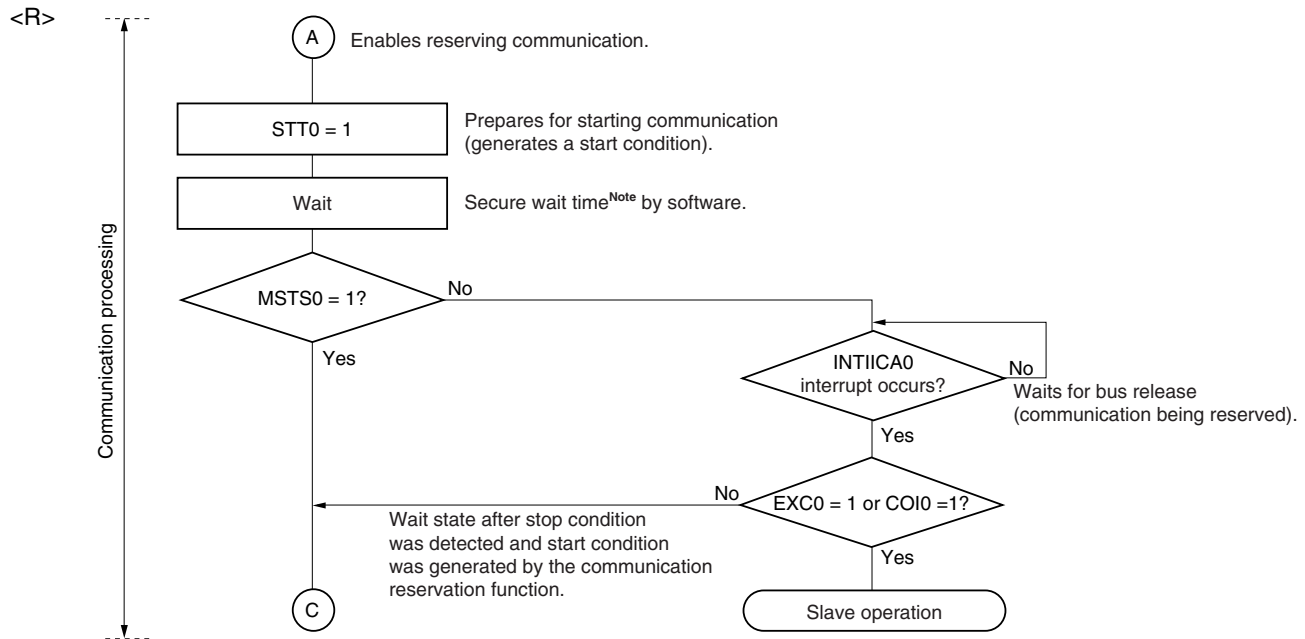 <R>
A
Enables reserving communication.
STT0 = 1
Prepares for starting communication
(generates a start condition).
Wait
Secure wait timeNote by software.
Communication processing
MSTS0 = 1?
No
Yes
INTIICA0
interrupt occurs?
No
Waits for bus release
(communication being reserved).
Yes
No
EXC0 = 1 or COI0 =1?
Wait state after stop condition
was detected and start condition
was generated by the communication
reservation function.
Yes
C
Slave operation